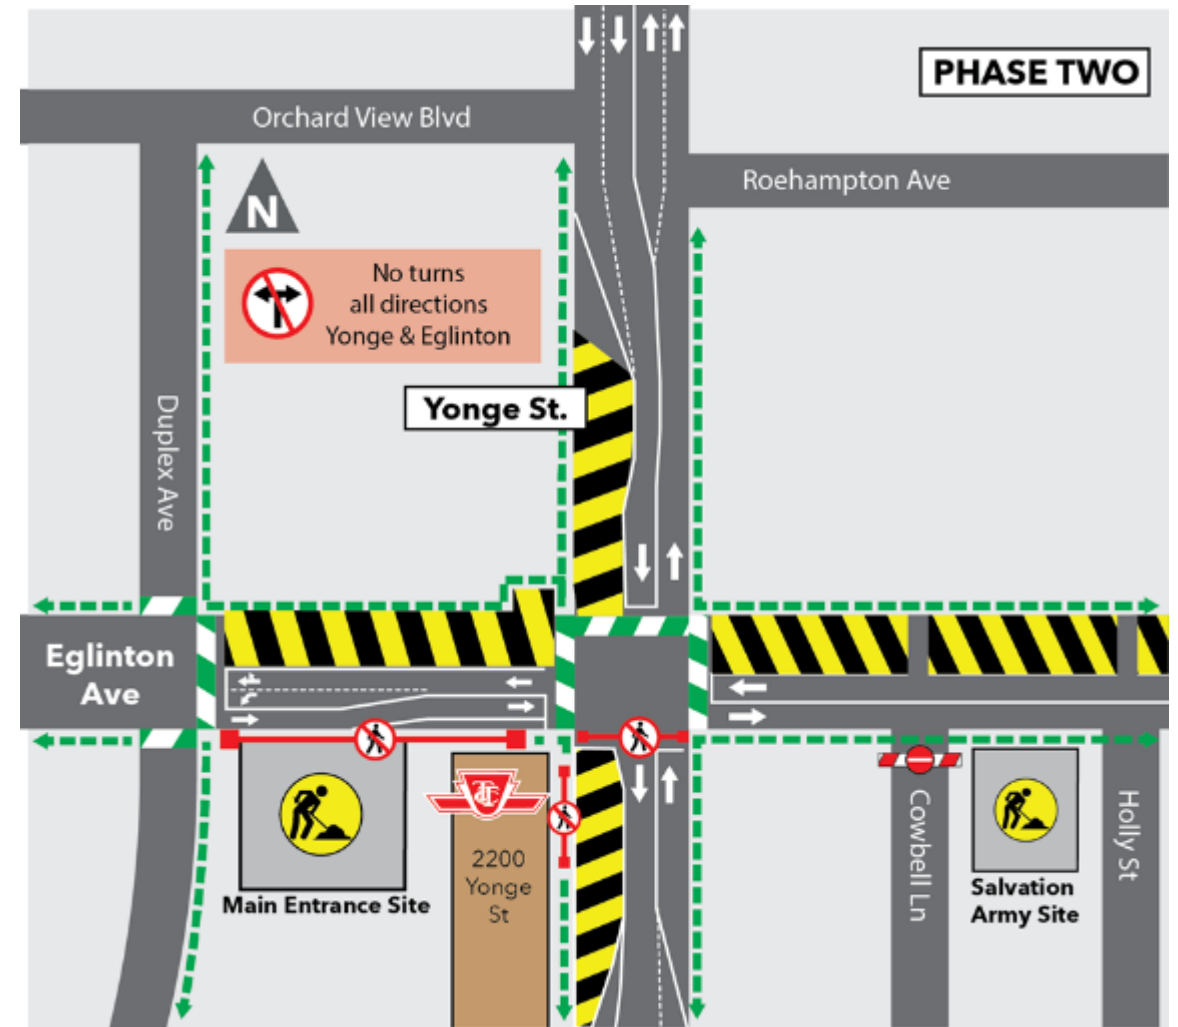 PHASE TWO
Orchard View Blvd
Roehampton Ave
N
No turns
all directions
Yonge & Eglinton
Yonge St.
Duplex Ave
Eglinton
Ave
TTC
2200
Yonge
St
Main Entrance Site
Cowbell Ln
Salvation
Army Site
Holly St